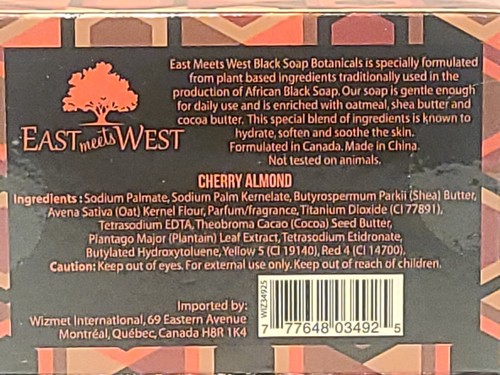 East Meets West Black Soap Botanicals is specially formulated
from plant based ingredients traditionally used in the
production of African Black Soap. Our soap is gentle enough
for daily use and is enriched with oatmeal, shea butter and
cocoa butter. This special blend of ingredients is known to
hydrate, soften and soothe the skin.
Formulated in Canada. Made in China.
Not tested on animals.
EAST meets WEST
CHERRY ALMOND
Ingredients : Sodium Palmate, Sodium Palm Kernelate, Butyrospermum Parkii (Shea) Butter,
Avena Sativa (Oat) Kernel Flour, Parfum/fragrance, Titanium Dioxide (CI 77891),
Tetrasodium EDTA, Theobroma Cacao (Cocoa) Seed Butter,
Plantago Major (Plantain) Leaf Extract, Tetrasodium Etidronate,
Butylated Hydroxytoluene, Yellow 5 (CI 19140), Red 4 (CI 14700).
Caution: Keep out of eyes. For external use only. Keep out of reach of children.
Imported by:
Wizmet International, 69 Eastern Avenue
Montréal, Québec, Canada H8R 1K4
WIZ34925
7 77648 03492 5